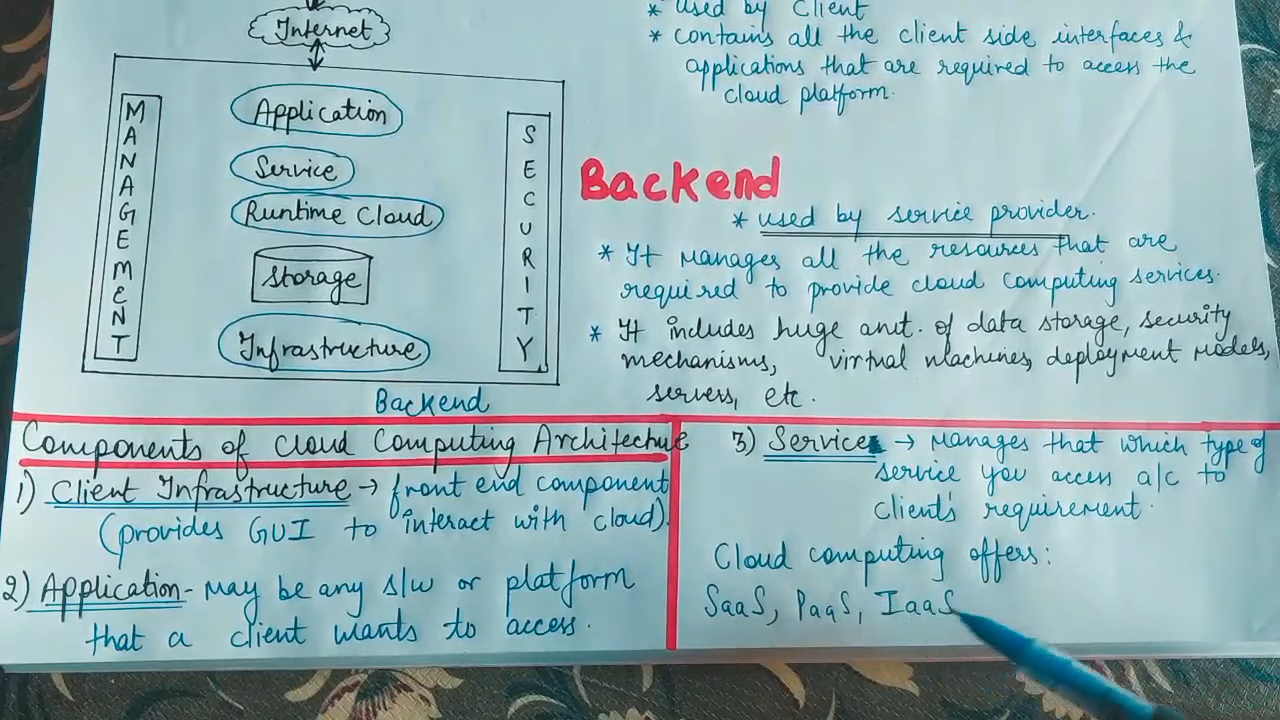 Internet
MANAGEMENT
Application
Service
Runtime Cloud
Storage
Infrastructure
SECURITY
Backend
* used by Client
* contains all the client side interfaces &
applications that are required to access the
cloud platform.
Backend
* used by service provider.
* It manages all the resources that are
required to provide cloud computing services.
* It includes huge amt. of data storage, security
mechanisms, virtual machines, deployment models,
servers, etc.
Components of Cloud Computing Architecture
1) Client Infrastructure → front end component
(provides GUI to interact with cloud).
2) Application - may be any s/w or platform
that a client wants to access.
3) Service → Manages that which type of
service you access a/c to
client's requirement.
Cloud computing offers:
SaaS, PaaS, IaaS